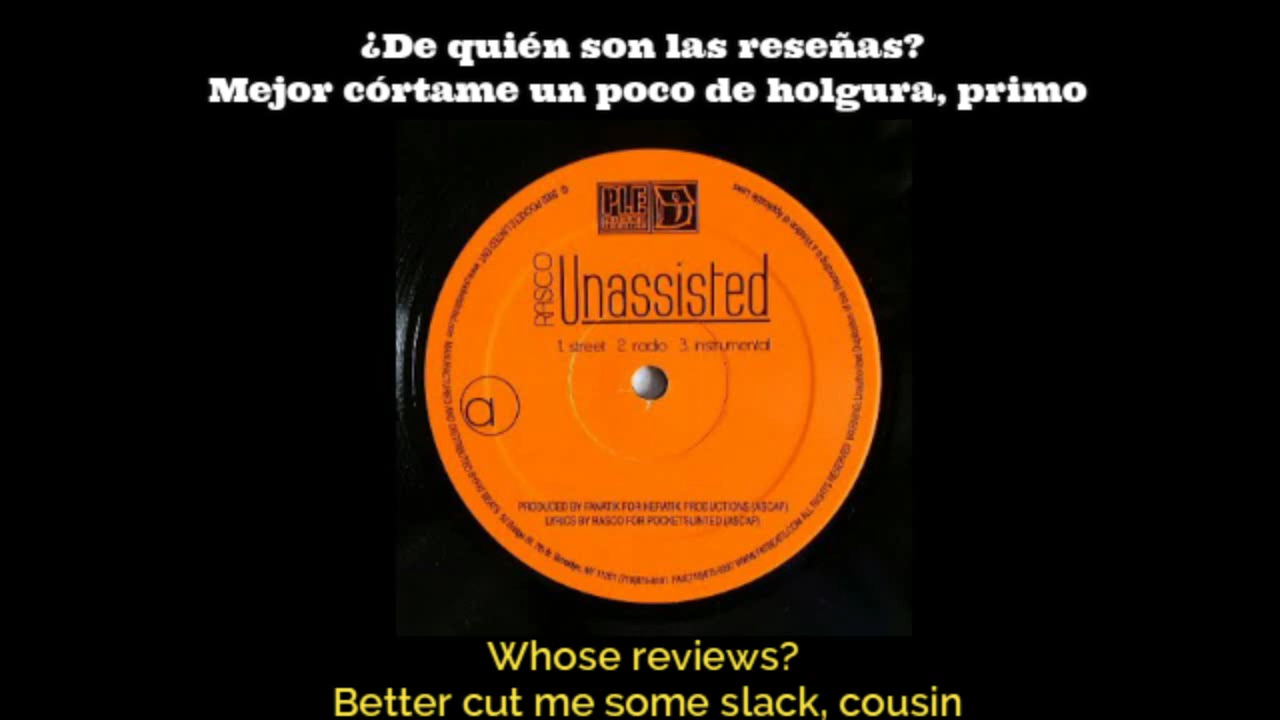 ¿De quién son las reseñas?
Mejor córtame un poco de holgura, primo
P.L.E
RASCO
Unassisted
1. street 2. radio 3. instrumental
a
PRODUCED BY FANATIK FOR HERATIK PRODUCTIONS (ASCAP)
LYRICS BY RASCO FOR POCKETSLINTED (ASCAP)
Whose reviews?
Better cut me some slack, cousin